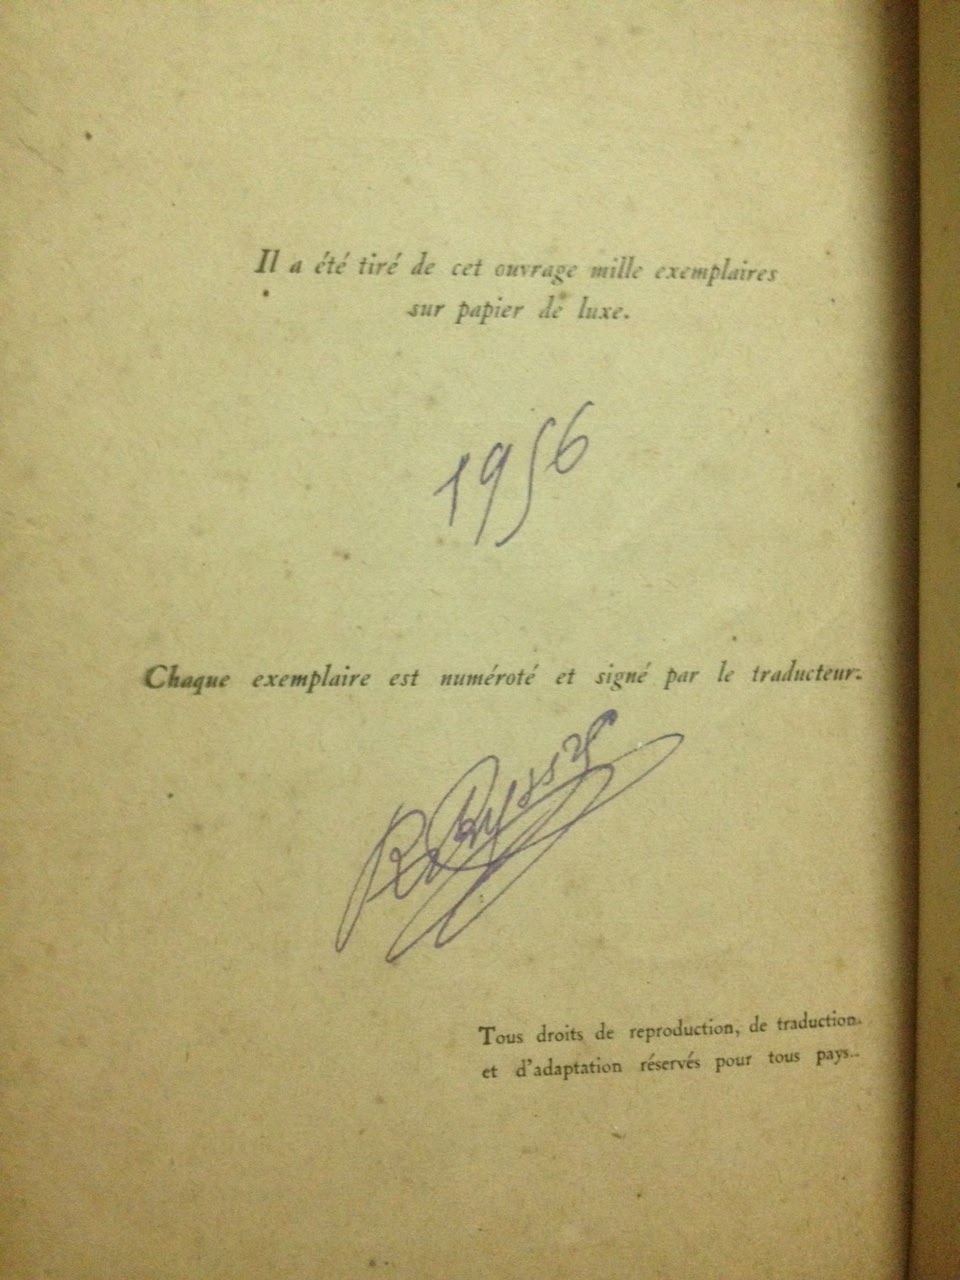 Il a été tiré de cet ouvrage mille exemplaires
sur papier de luxe.
1956
Chaque exemplaire est numéroté et signé par le traducteur.
Tous droits de reproduction, de traduction
et d'adaptation réservés pour tous pays.